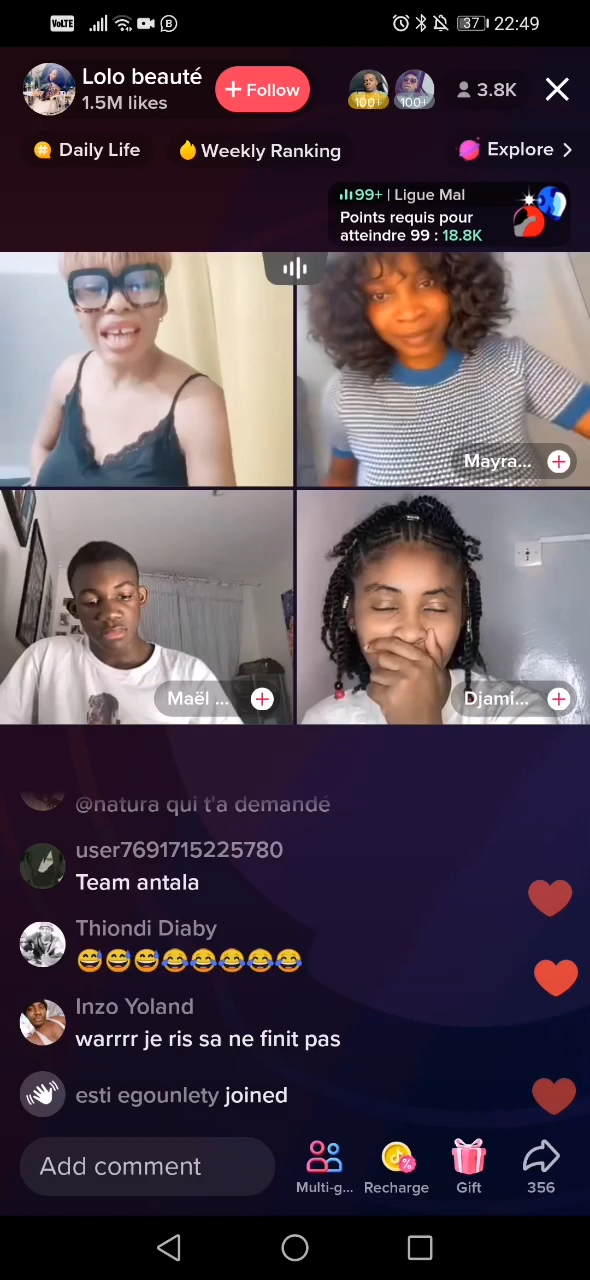 VoLTE
B
37
22:49
Lolo beauté
1.5M likes
+ Follow
100+
100+
3.8K
Daily Life
Weekly Ranking
Explore >
99+ | Ligue Mal
Points requis pour
atteindre 99 : 18.8K
Mayra...
Maël ...
Djami...
@natura qui t'a demandé
user7691715225780
Team antala
Thiondi Diaby
😅😅😅😂😂😂😂😂
Inzo Yoland
warrrr je ris sa ne finit pas
esti egounlety joined
Add comment
Multi-g...
Recharge
Gift
356